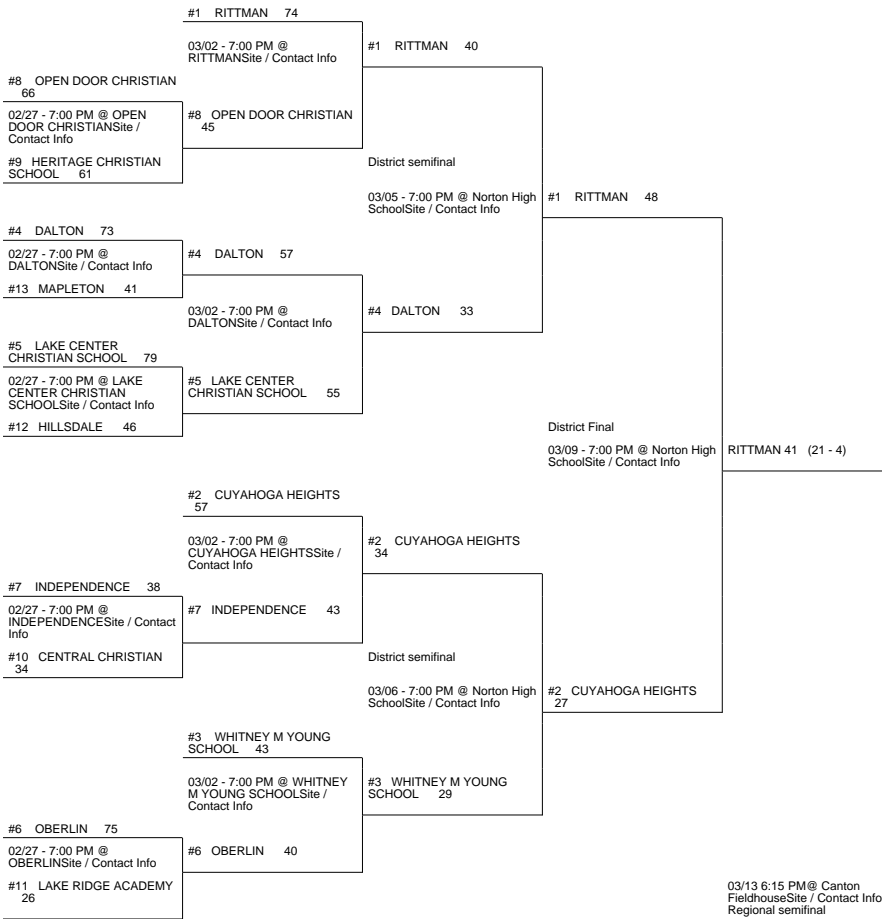 #1 RITTMAN 74
03/02 - 7:00 PM @
RITTMANSite / Contact Info
#1 RITTMAN 40
#8 OPEN DOOR CHRISTIAN
66
02/27 - 7:00 PM @ OPEN
DOOR CHRISTIANSite /
Contact Info
#8 OPEN DOOR CHRISTIAN
45
#9 HERITAGE CHRISTIAN
SCHOOL 61
District semifinal
03/05 - 7:00 PM @ Norton High
SchoolSite / Contact Info
#1 RITTMAN 48
#4 DALTON 73
02/27 - 7:00 PM @
DALTONSite / Contact Info
#4 DALTON 57
#13 MAPLETON 41
03/02 - 7:00 PM @
DALTONSite / Contact Info
#4 DALTON 33
#5 LAKE CENTER
CHRISTIAN SCHOOL 79
02/27 - 7:00 PM @ LAKE
CENTER CHRISTIAN
SCHOOLSite / Contact Info
#5 LAKE CENTER
CHRISTIAN SCHOOL 55
#12 HILLSDALE 46
District Final
03/09 - 7:00 PM @ Norton High
SchoolSite / Contact Info
RITTMAN 41 (21 - 4)
#2 CUYAHOGA HEIGHTS
57
03/02 - 7:00 PM @
CUYAHOGA HEIGHTSSite /
Contact Info
#2 CUYAHOGA HEIGHTS
34
#7 INDEPENDENCE 38
02/27 - 7:00 PM @
INDEPENDENCESite / Contact
Info
#7 INDEPENDENCE 43
#10 CENTRAL CHRISTIAN
34
District semifinal
03/06 - 7:00 PM @ Norton High
SchoolSite / Contact Info
#2 CUYAHOGA HEIGHTS
27
#3 WHITNEY M YOUNG
SCHOOL 43
03/02 - 7:00 PM @ WHITNEY
M YOUNG SCHOOLSite /
Contact Info
#3 WHITNEY M YOUNG
SCHOOL 29
#6 OBERLIN 75
02/27 - 7:00 PM @
OBERLINSite / Contact Info
#6 OBERLIN 40
#11 LAKE RIDGE ACADEMY
26
03/13 6:15 PM@ Canton
FieldhouseSite / Contact Info
Regional semifinal